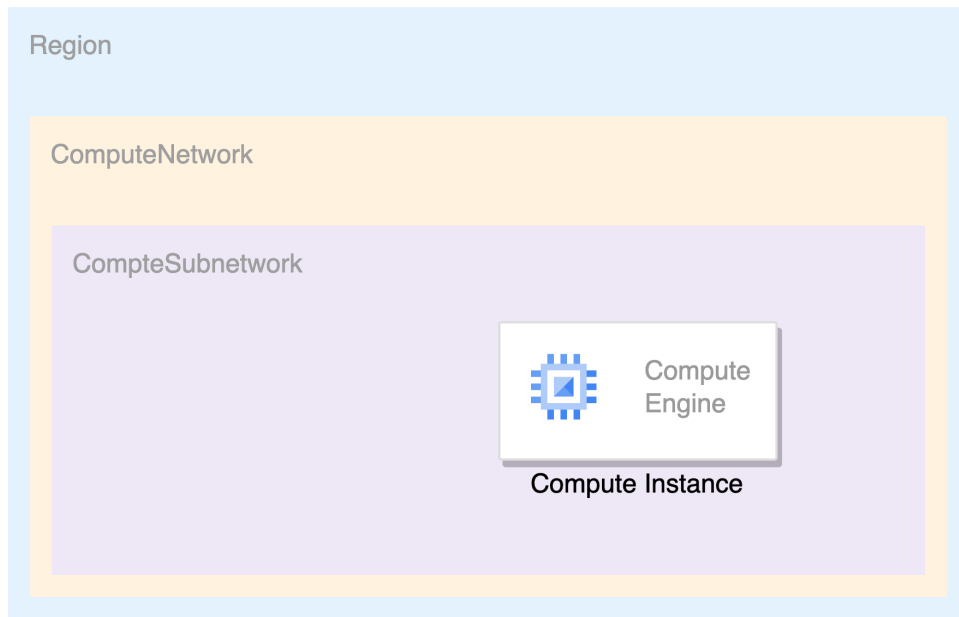 Region
ComputeNetwork
CompteSubnetwork
Compute
Engine
Compute Instance